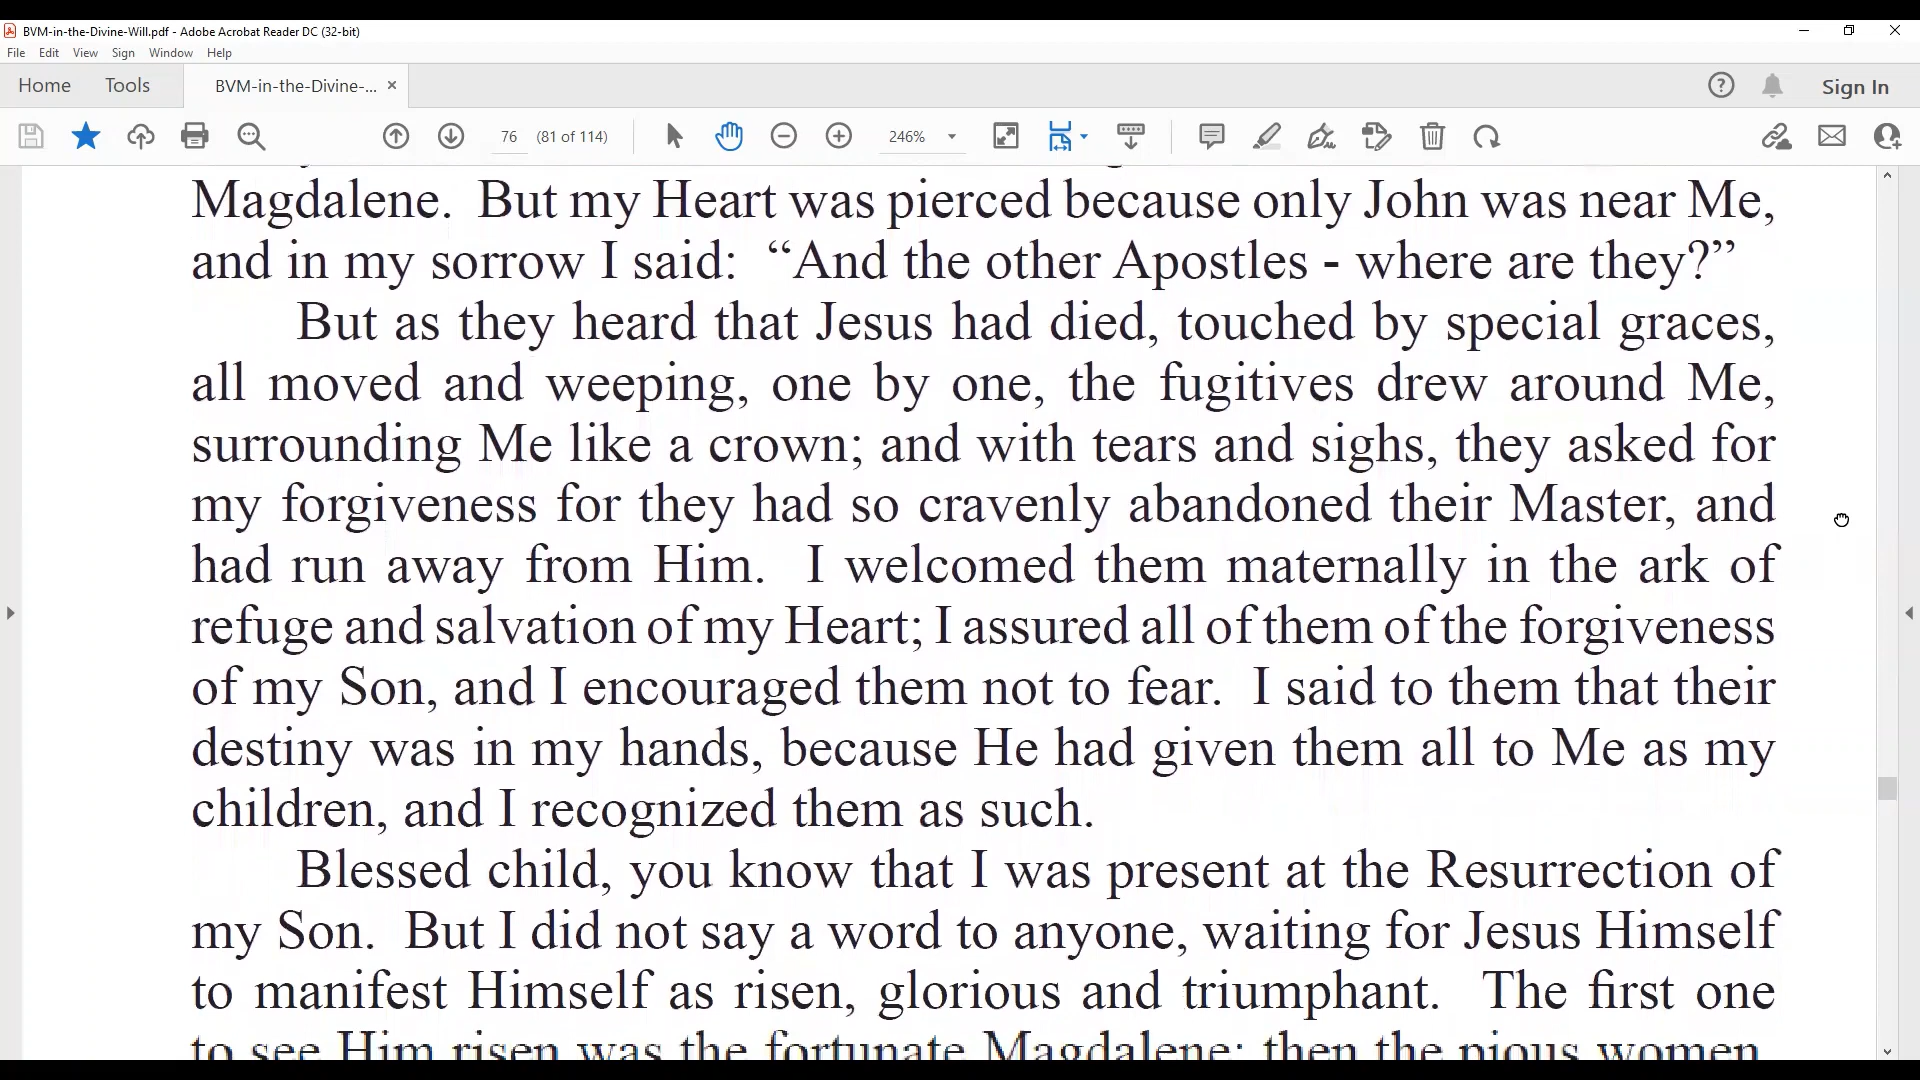 BVM-in-the-Divine-Will.pdf - Adobe Acrobat Reader DC (32-bit)
File Edit View Sign Window Help
Home Tools BVM-in-the-Divine-... × Sign In
76 (81 of 114) 246%
Magdalene. But my Heart was pierced because only John was near Me,
and in my sorrow I said: “And the other Apostles - where are they?”
But as they heard that Jesus had died, touched by special graces,
all moved and weeping, one by one, the fugitives drew around Me,
surrounding Me like a crown; and with tears and sighs, they asked for
my forgiveness for they had so cravenly abandoned their Master, and
had run away from Him. I welcomed them maternally in the ark of
refuge and salvation of my Heart; I assured all of them of the forgiveness
of my Son, and I encouraged them not to fear. I said to them that their
destiny was in my hands, because He had given them all to Me as my
children, and I recognized them as such.
Blessed child, you know that I was present at the Resurrection of
my Son. But I did not say a word to anyone, waiting for Jesus Himself
to manifest Himself as risen, glorious and triumphant. The first one
to see Him risen was the fortunate Magdalene; then the pious women.